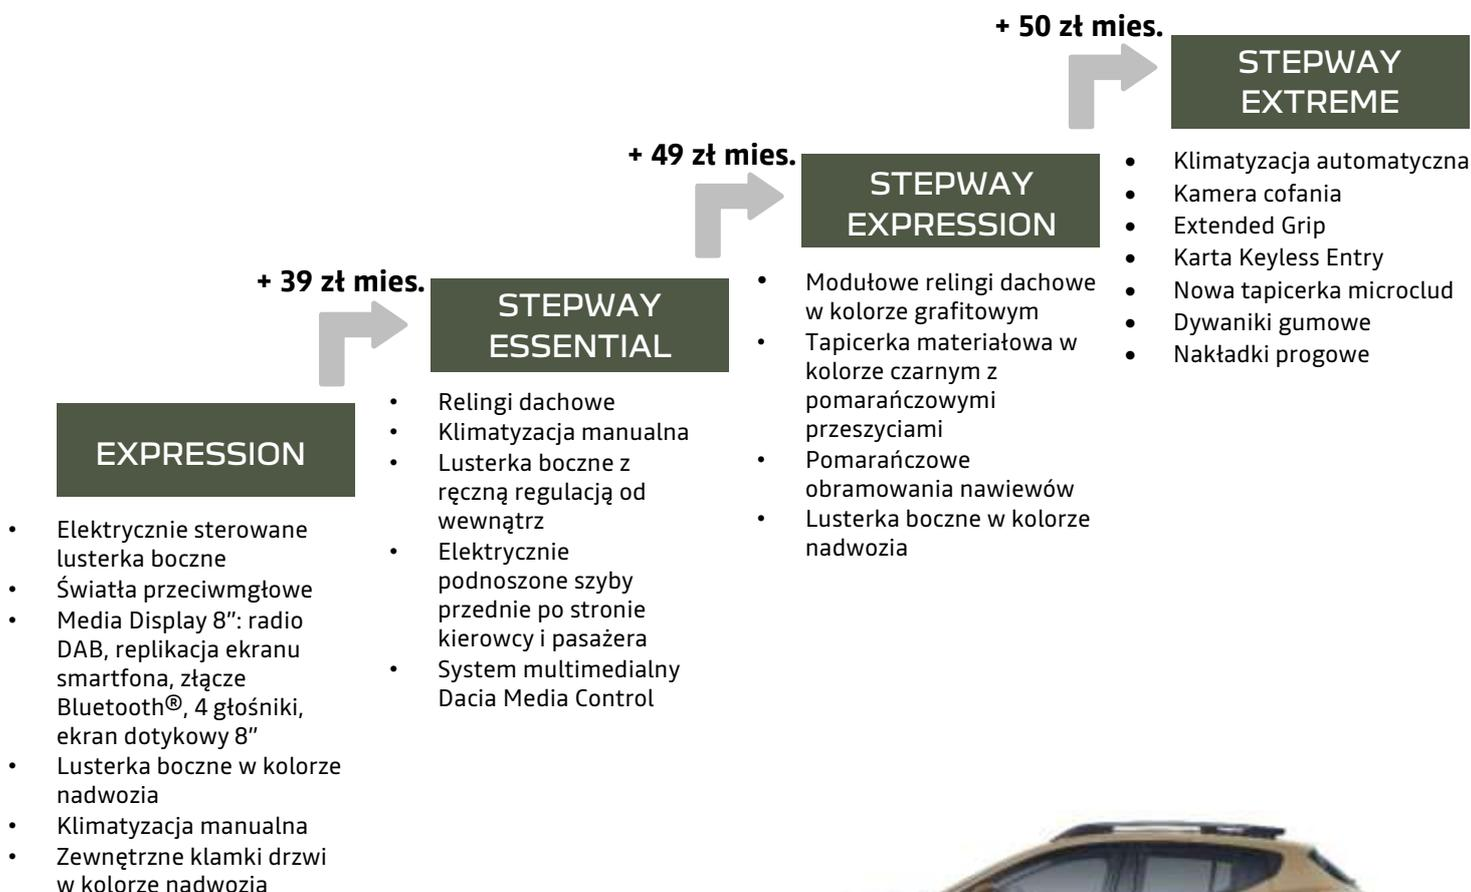 + 50 zł mies.
STEPWAY
EXTREME
• Klimatyzacja automatyczna
• Kamera cofania
• Extended Grip
• Karta Keyless Entry
• Nowa tapicerka microclud
• Dywaniki gumowe
• Nakładki progowe
+ 49 zł mies.
STEPWAY
EXPRESSION
• Modułowe relingi dachowe
w kolorze grafitowym
• Tapicerka materiałowa w
kolorze czarnym z
pomarańczowymi
przeszyciami
• Pomarańczowe
obramowania nawiewów
• Lusterka boczne w kolorze
nadwozia
+ 39 zł mies.
STEPWAY
ESSENTIAL
• Relingi dachowe
• Klimatyzacja manualna
• Lusterka boczne z
ręczną regulacją od
wewnątrz
• Elektrycznie
podnoszone szyby
przednie po stronie
kierowcy i pasażera
• System multimedialny
Dacia Media Control
EXPRESSION
• Elektrycznie sterowane
lusterka boczne
• Światła przeciwmgłowe
• Media Display 8”: radio
DAB, replikacja ekranu
smartfona, złącze
Bluetooth®, 4 głośniki,
ekran dotykowy 8”
• Lusterka boczne w kolorze
nadwozia
• Klimatyzacja manualna
• Zewnętrzne klamki drzwi
w kolorze nadwozia